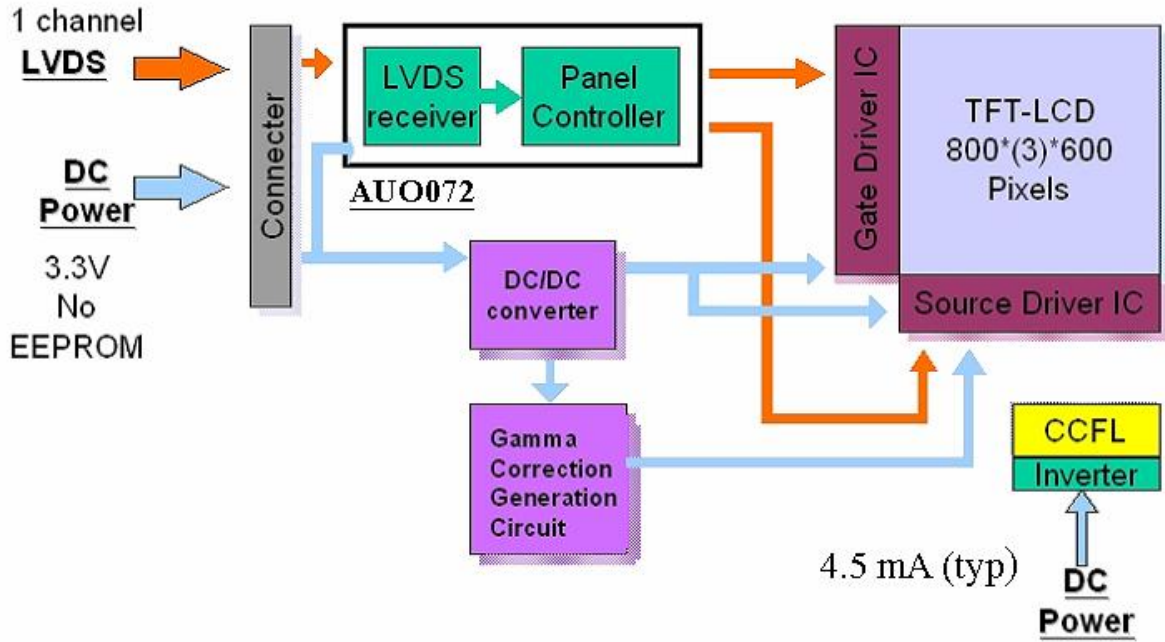 1 channel
LVDS
DC
Power
3.3V
No
EEPROM
Connecter
LVDS
receiver
Panel
Controller
AUO072
DC/DC
converter
Gamma
Correction
Generation
Circuit
Gate Driver IC
TFT-LCD
800*(3)*600
Pixels
Source Driver IC
CCFL
Inverter
4.5 mA (typ)
DC
Power